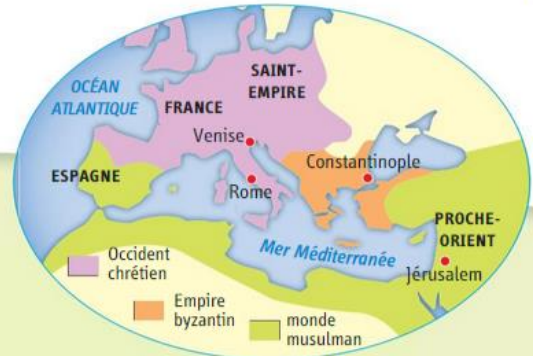 OCÉAN
ATLANTIQUE
SAINT-
EMPIRE
FRANCE
Venise
Constantinople
ESPAGNE
Rome
PROCHE-
ORIENT
Mer Méditerranée
Jérusalem
Occident
chrétien
Empire
byzantin
monde
musulman